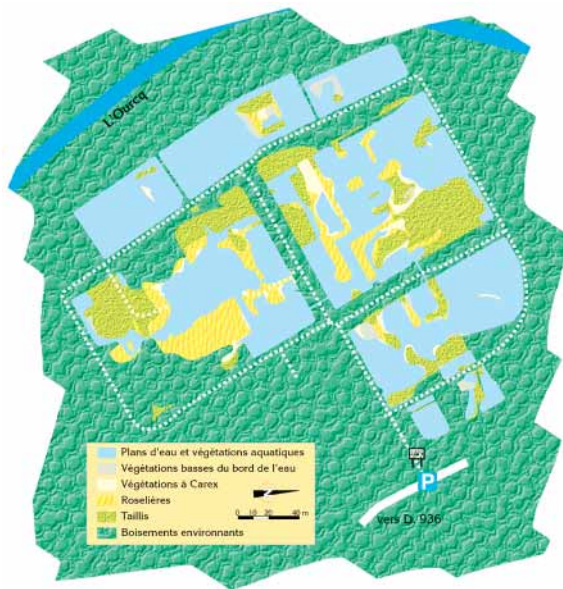 l'Ourcq
Plans d'eau et végétations aquatiques
Végétations basses du bord de l'eau
Végétations à Carex
Roselières
Taillis
Boisements environnants
N
0 10 20 40 m
P
vers D. 936